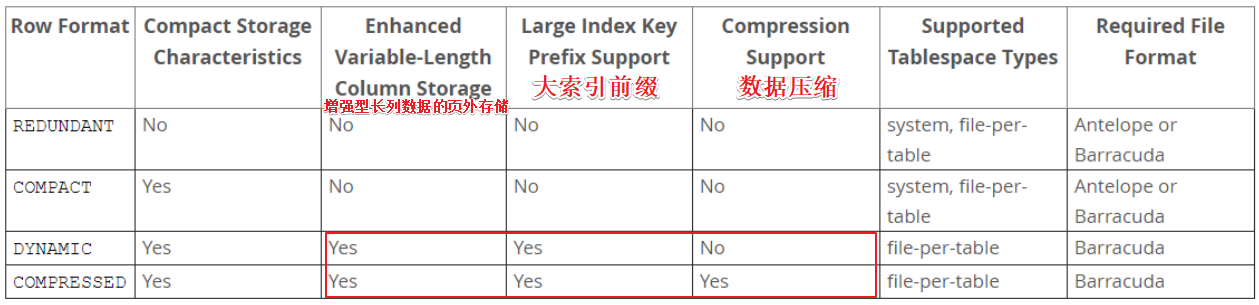 Row Format
Compact Storage
Characteristics
Enhanced
Variable-Length
Column Storage
增强型长列数据的页外存储
Large Index Key
Prefix Support
大索引前缀
Compression
Support
数据压缩
Supported
Tablespace Types
Required File
Format
REDUNDANT
No
No
No
No
system, file-per-
table
Antelope or
Barracuda
COMPACT
Yes
No
No
No
system, file-per-
table
Antelope or
Barracuda
DYNAMIC
Yes
Yes
Yes
No
file-per-table
Barracuda
COMPRESSED
Yes
Yes
Yes
Yes
file-per-table
Barracuda